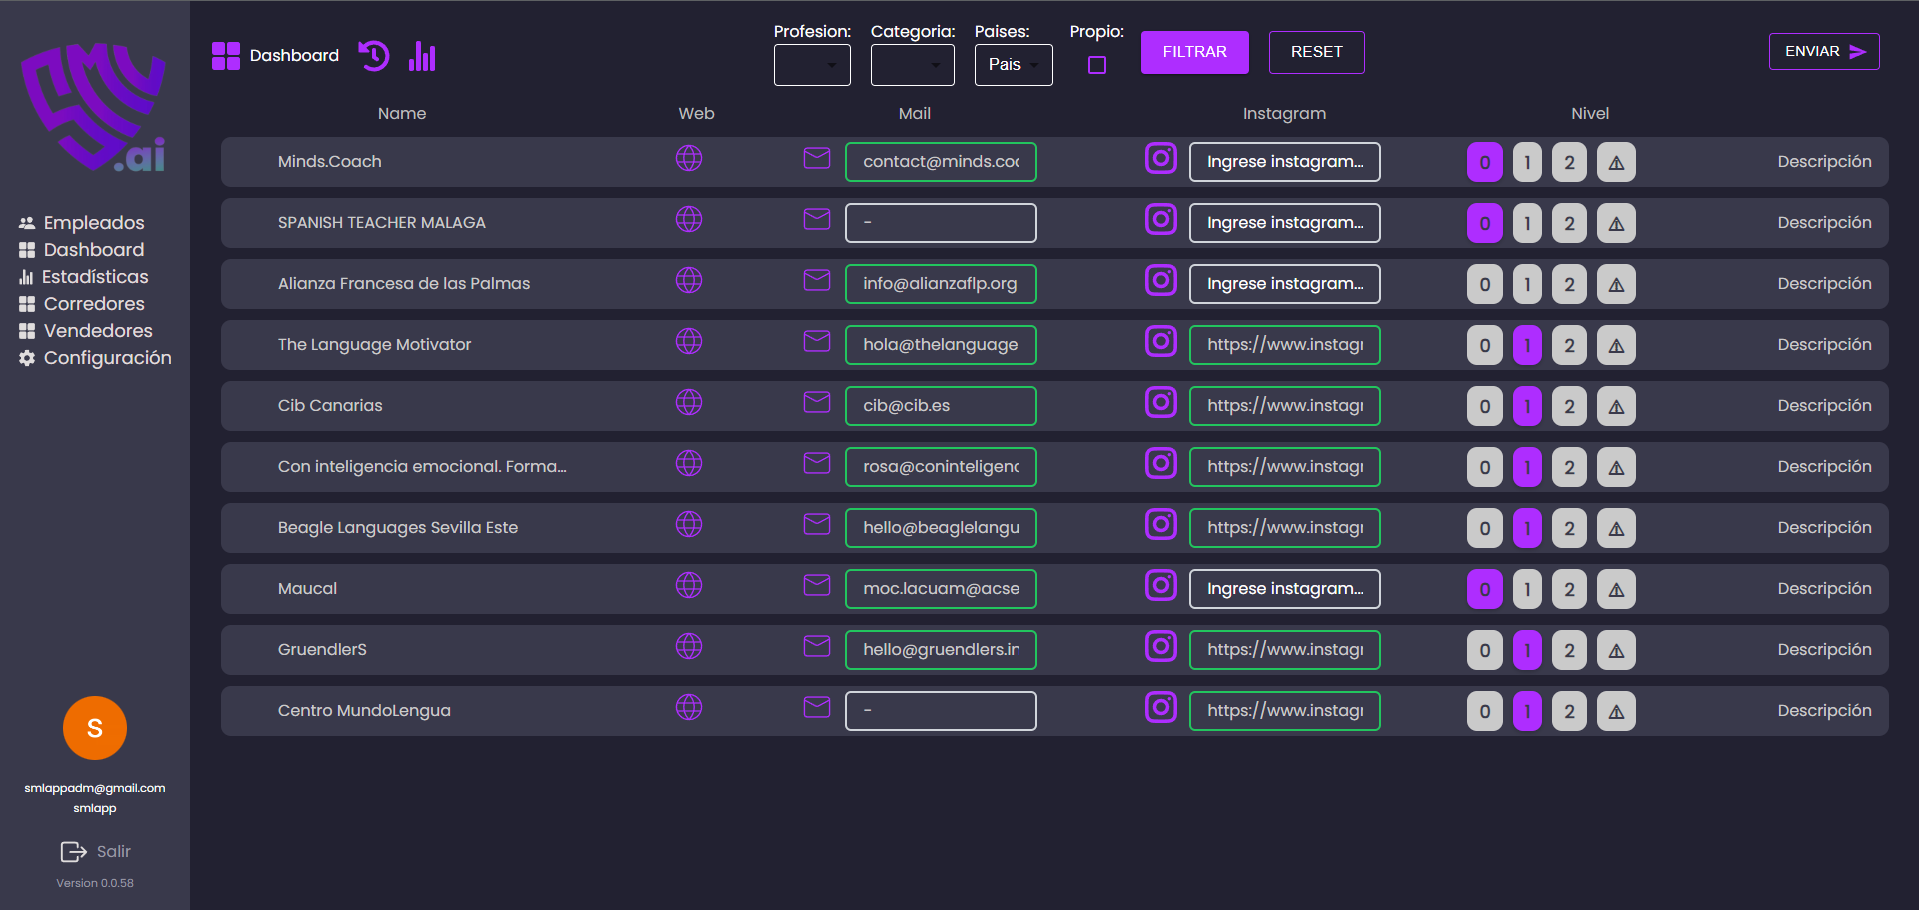 SML
.ai
Empleados
Dashboard
Estadísticas
Corredores
Vendedores
Configuración
S
smlappadm@gmail.com
smlapp
Salir
Version 0.0.58
Dashboard
Profesion:
Categoria:
Paises:
Pais
Propio:
FILTRAR
RESET
ENVIAR
Name Web Mail Instagram Nivel
Minds.Coach contact@minds.coc Ingrese instagram... 0 1 2 ⚠ Descripción
SPANISH TEACHER MALAGA - Ingrese instagram... 0 1 2 ⚠ Descripción
Alianza Francesa de las Palmas info@alianzaflp.org Ingrese instagram... 0 1 2 ⚠ Descripción
The Language Motivator hola@thelanguage https://www.instagr 0 1 2 ⚠ Descripción
Cib Canarias cib@cib.es https://www.instagr 0 1 2 ⚠ Descripción
Con inteligencia emocional. Forma... rosa@coninteligenc https://www.instagr 0 1 2 ⚠ Descripción
Beagle Languages Sevilla Este hello@beaglelangu https://www.instagr 0 1 2 ⚠ Descripción
Maucal moc.lacuam@acse Ingrese instagram... 0 1 2 ⚠ Descripción
GruendlerS hello@gruendlers.ir https://www.instagr 0 1 2 ⚠ Descripción
Centro MundoLengua - https://www.instagr 0 1 2 ⚠ Descripción